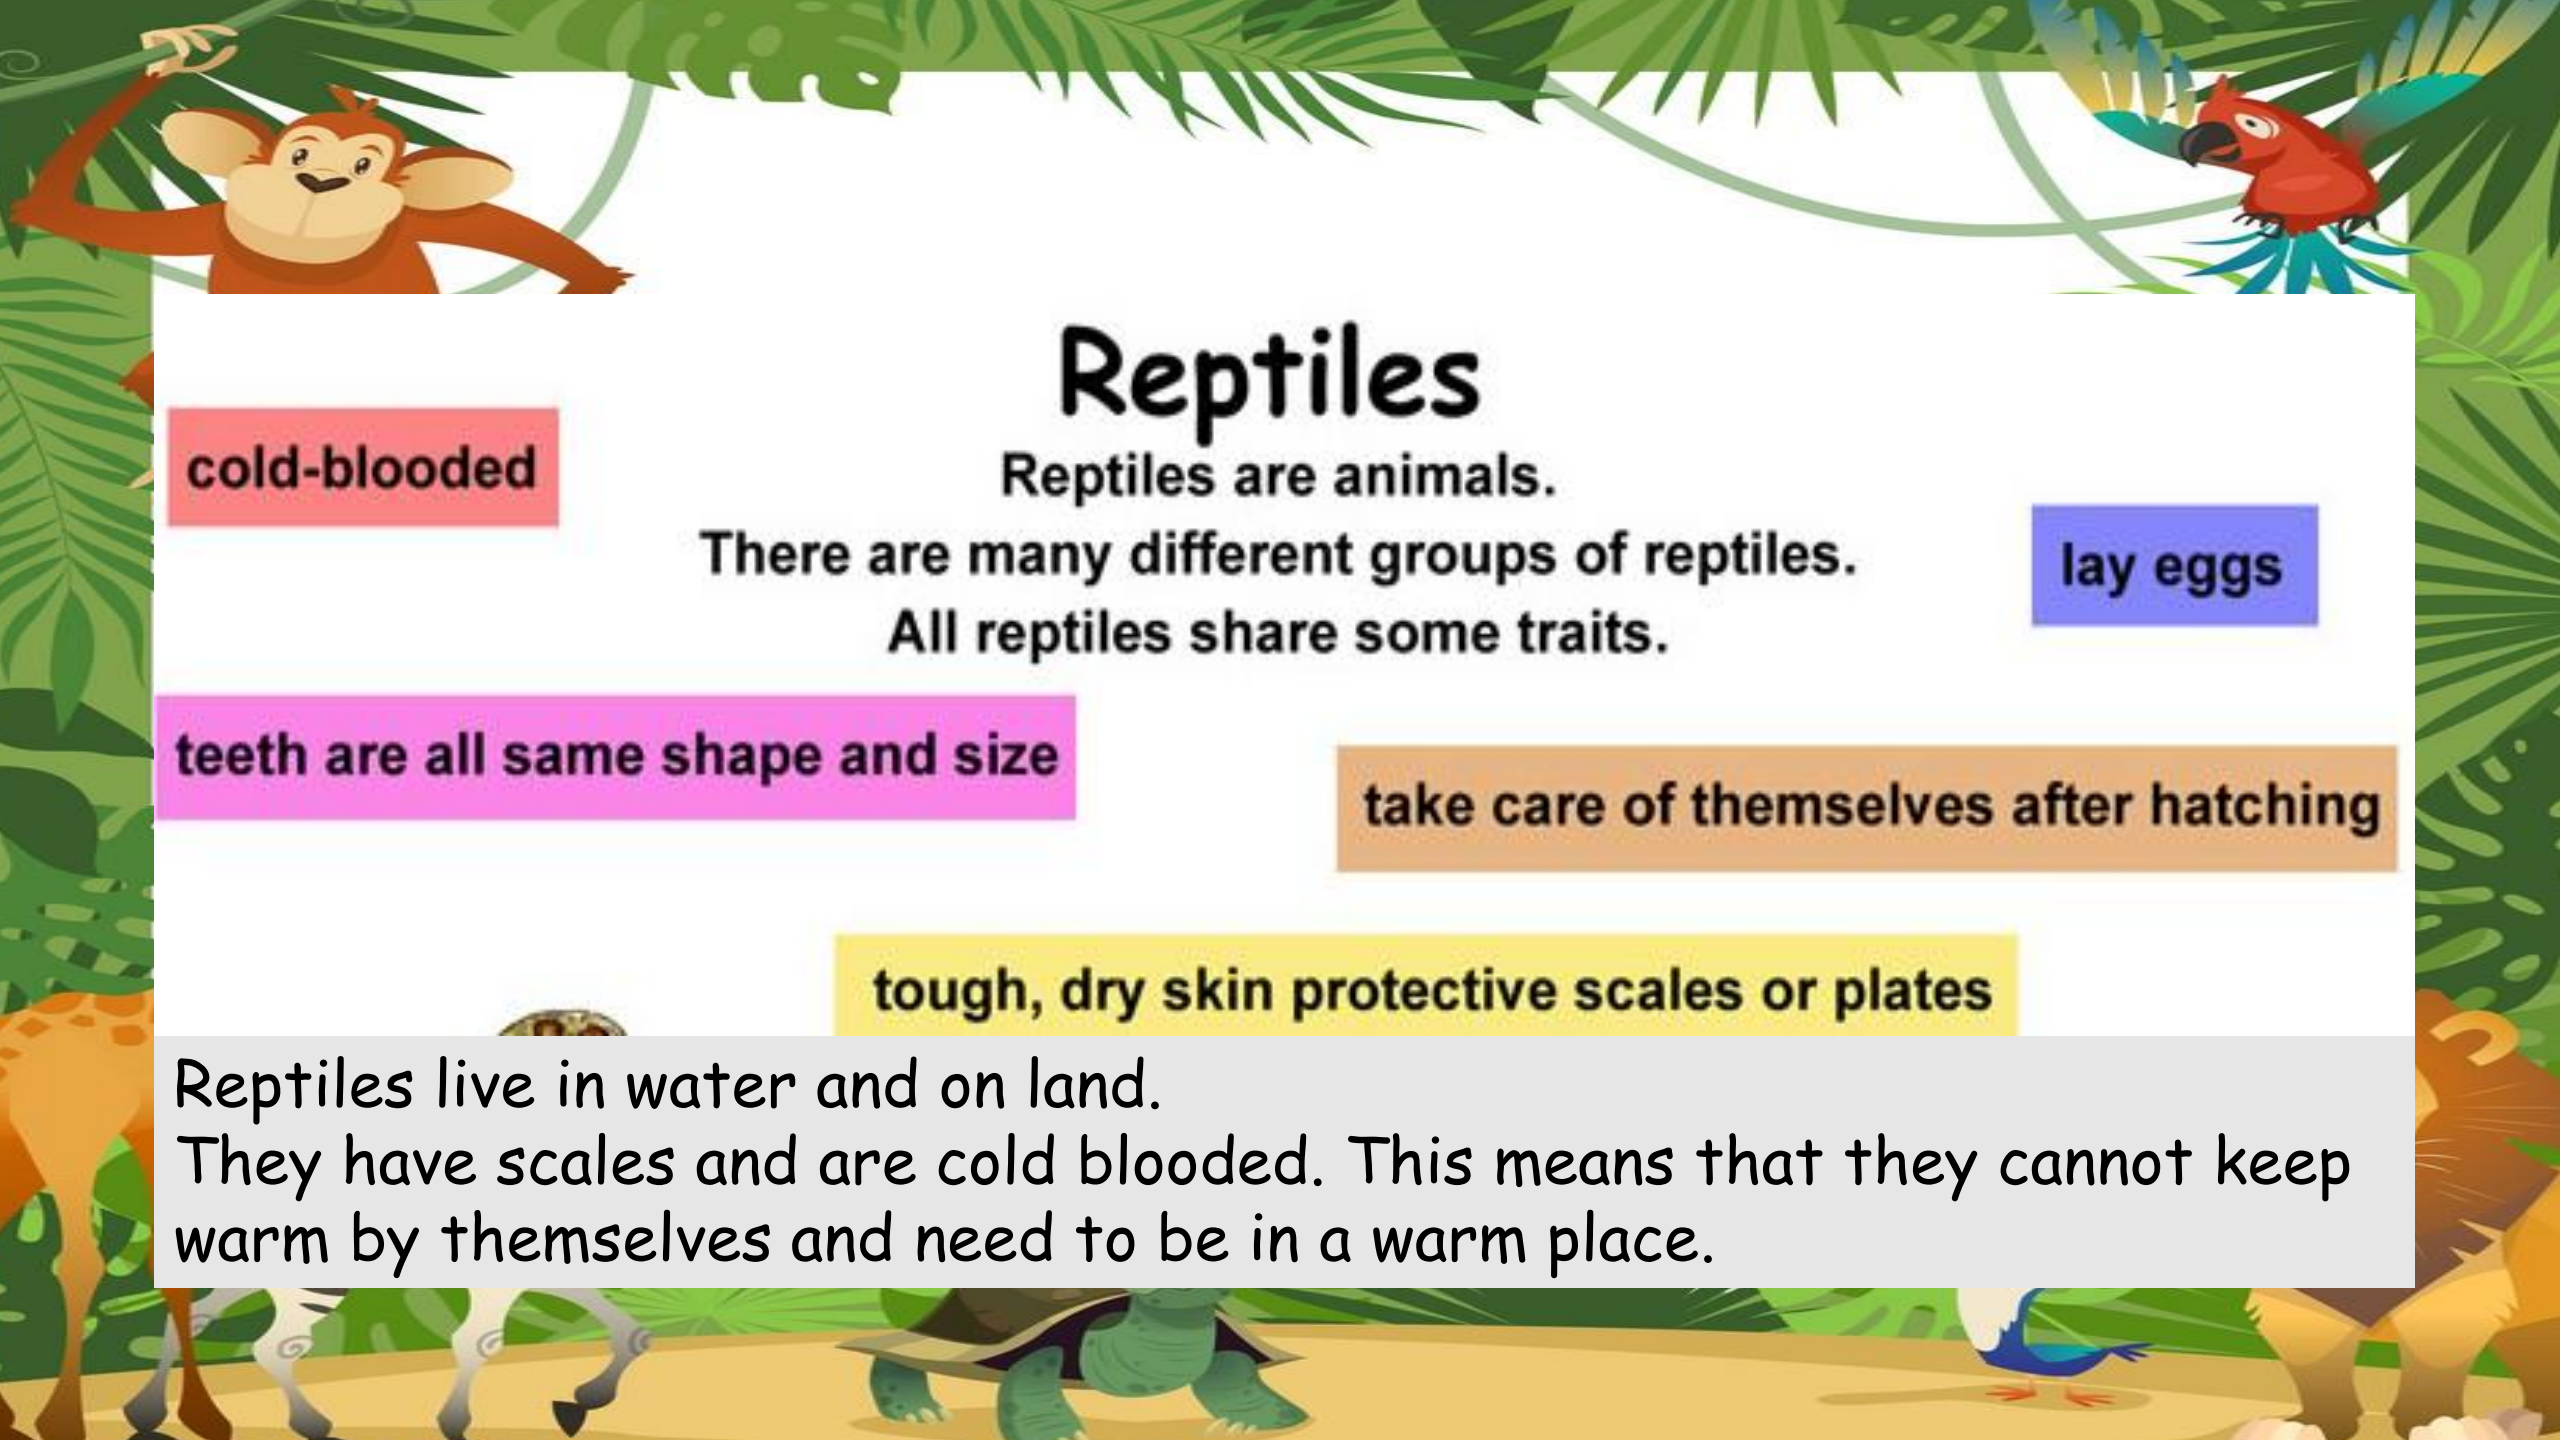 Reptiles
cold-blooded
Reptiles are animals.
There are many different groups of reptiles.
lay eggs
All reptiles share some traits.
teeth are all same shape and size
take care of themselves after hatching
tough, dry skin protective scales or plates
Reptiles live in water and on land.
They have scales and are cold blooded. This means that they cannot keep
warm by themselves and need to be in a warm place.